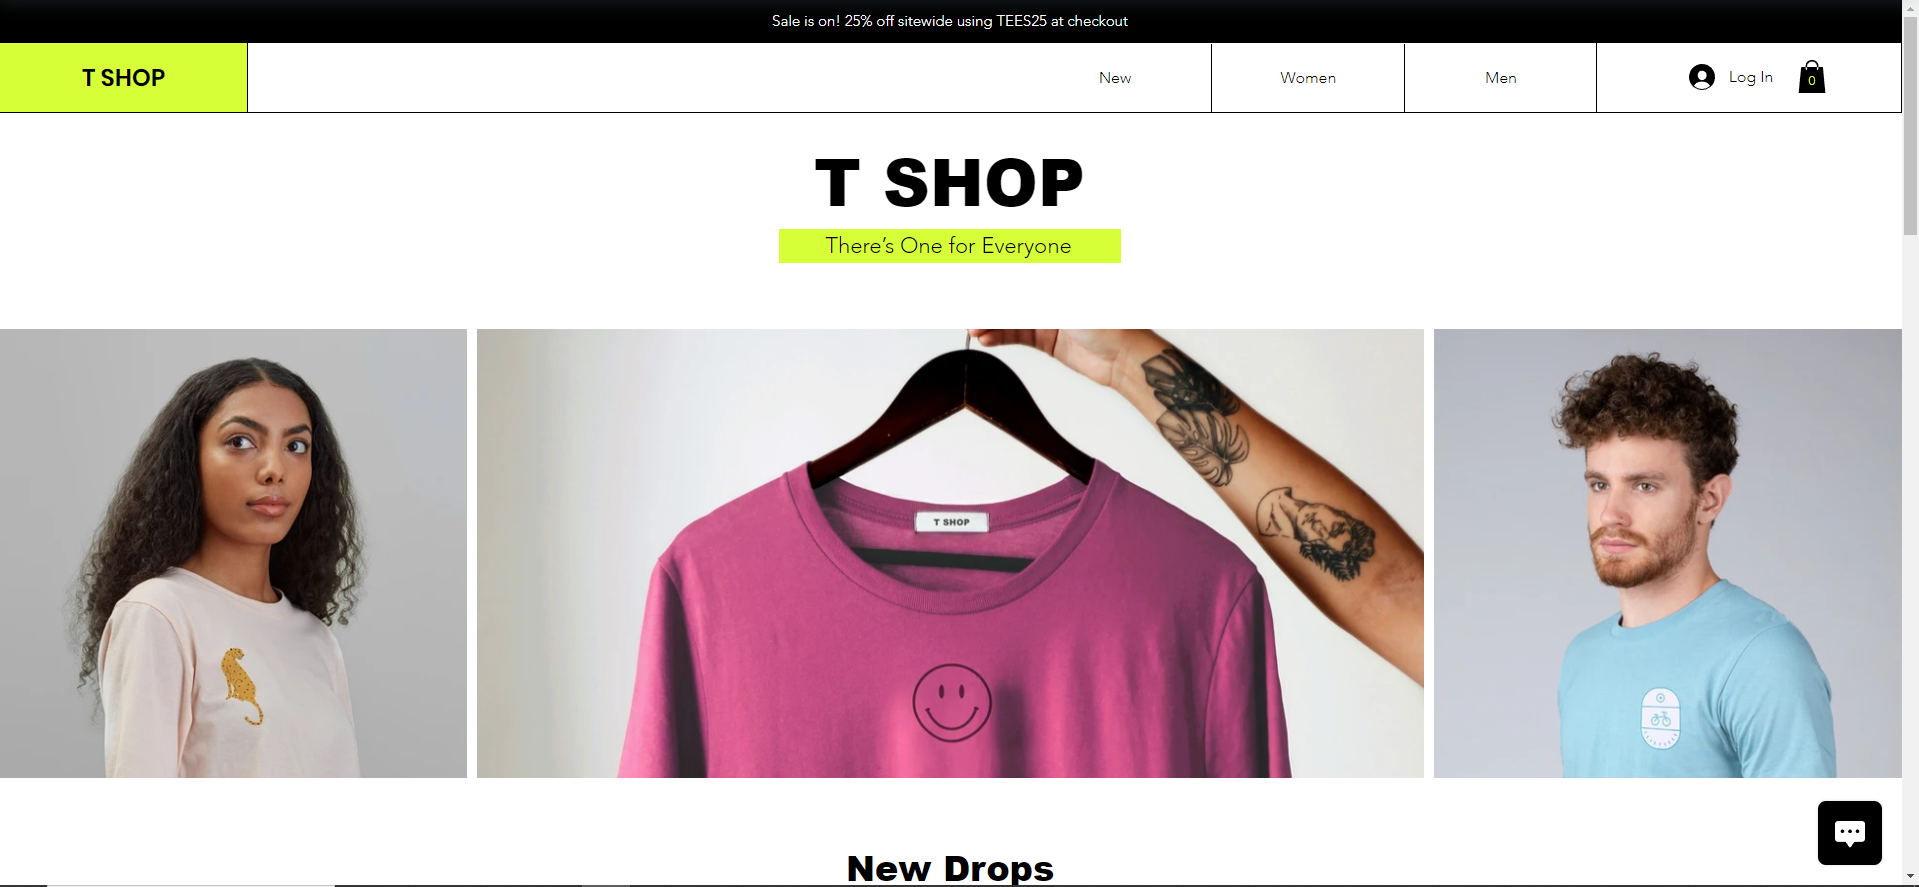 Sale is on! 25% off sitewide using TEES25 at checkout
T SHOP
New
Women
Men
Log In
0
T SHOP
There's One for Everyone
T SHOP
New Drops